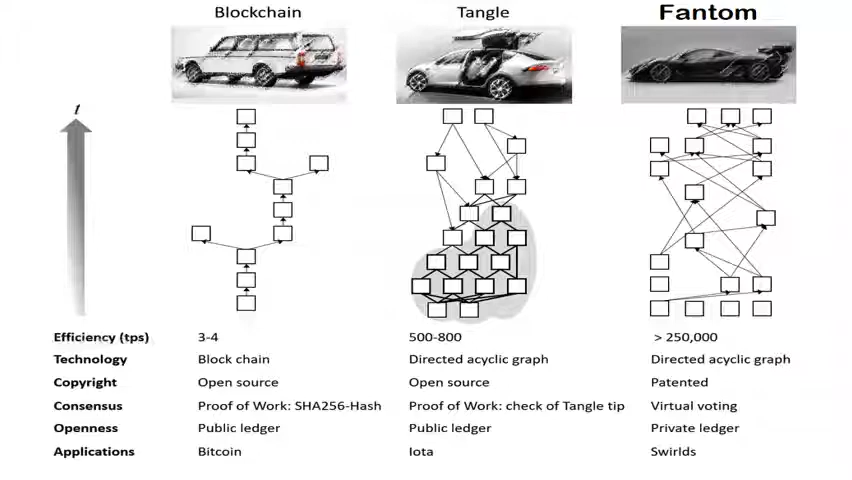 Blockchain Tangle Fantom
t
Efficiency (tps) 3-4 500-800 > 250,000
Technology Block chain Directed acyclic graph Directed acyclic graph
Copyright Open source Open source Patented
Consensus Proof of Work: SHA256-Hash Proof of Work: check of Tangle tip Virtual voting
Openness Public ledger Public ledger Private ledger
Applications Bitcoin Iota Swirlds